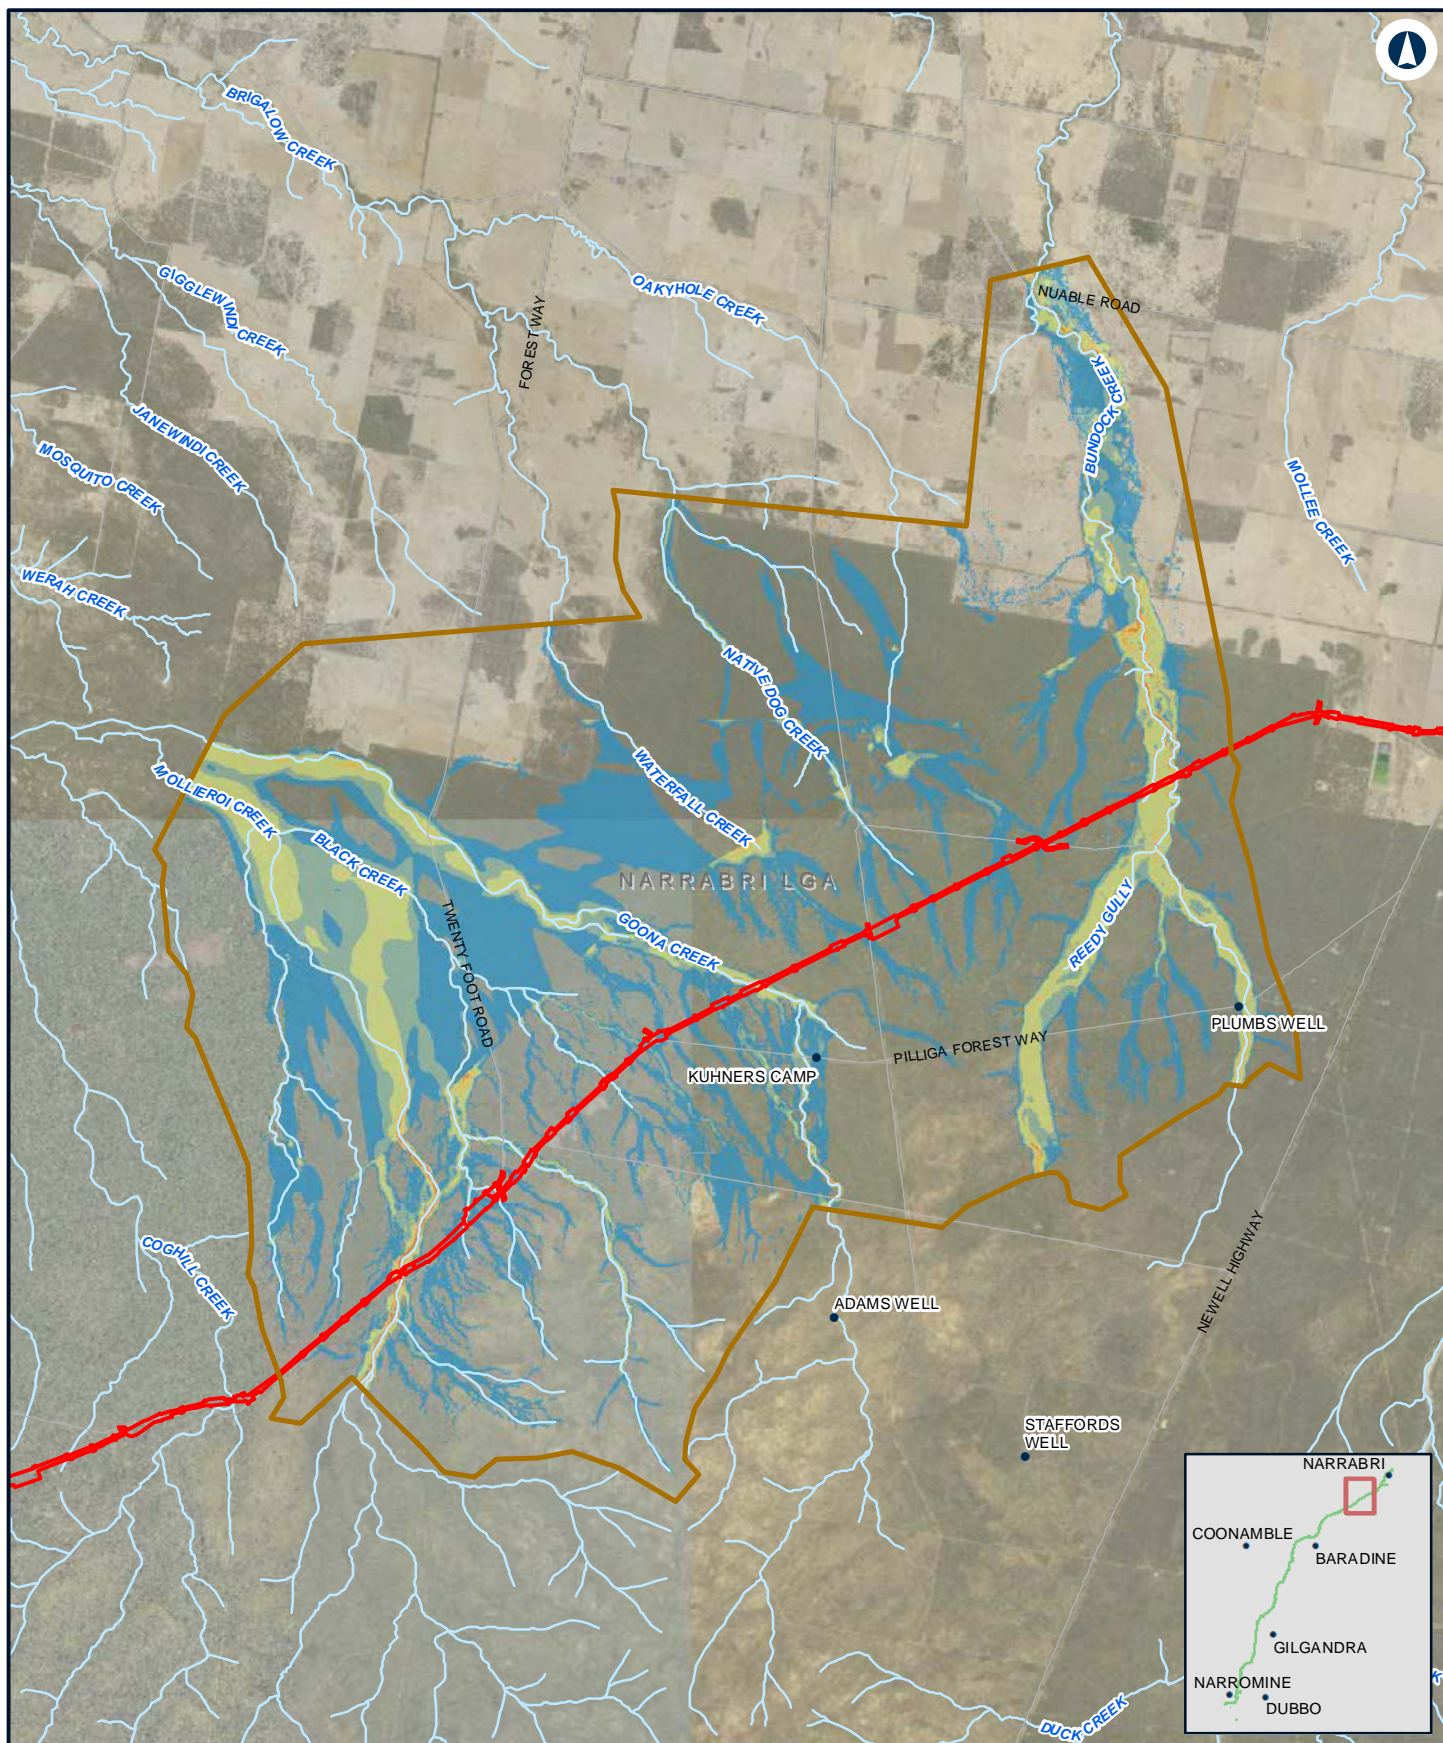 BRIGALOW CREEK
GIGGLEWINDI CREEK
OAKYHOLE CREEK
NUABLE ROAD
FOREST WAY
BUNDOCK CREEK
JANEWINDI CREEK
MOSQUITO CREEK
MOLLEE CREEK
WERAH CREEK
NATIVE DOG CREEK
WATERFALL CREEK
MOLLIEROI CREEK
BLACK CREEK
NARRABRI LGA
TWENTY FOOT ROAD
GOONA CREEK
REEDY GULLY
PLUMBS WELL
PILLIGA FOREST WAY
KUHNERS CAMP
COGHILL CREEK
NEWELL HIGHWAY
ADAMS WELL
STAFFORDS
WELL
NARRABRI
COONAMBLE
BARADINE
GILGANDRA
NARROMINE
DUBBO
DUCK CREEK
K